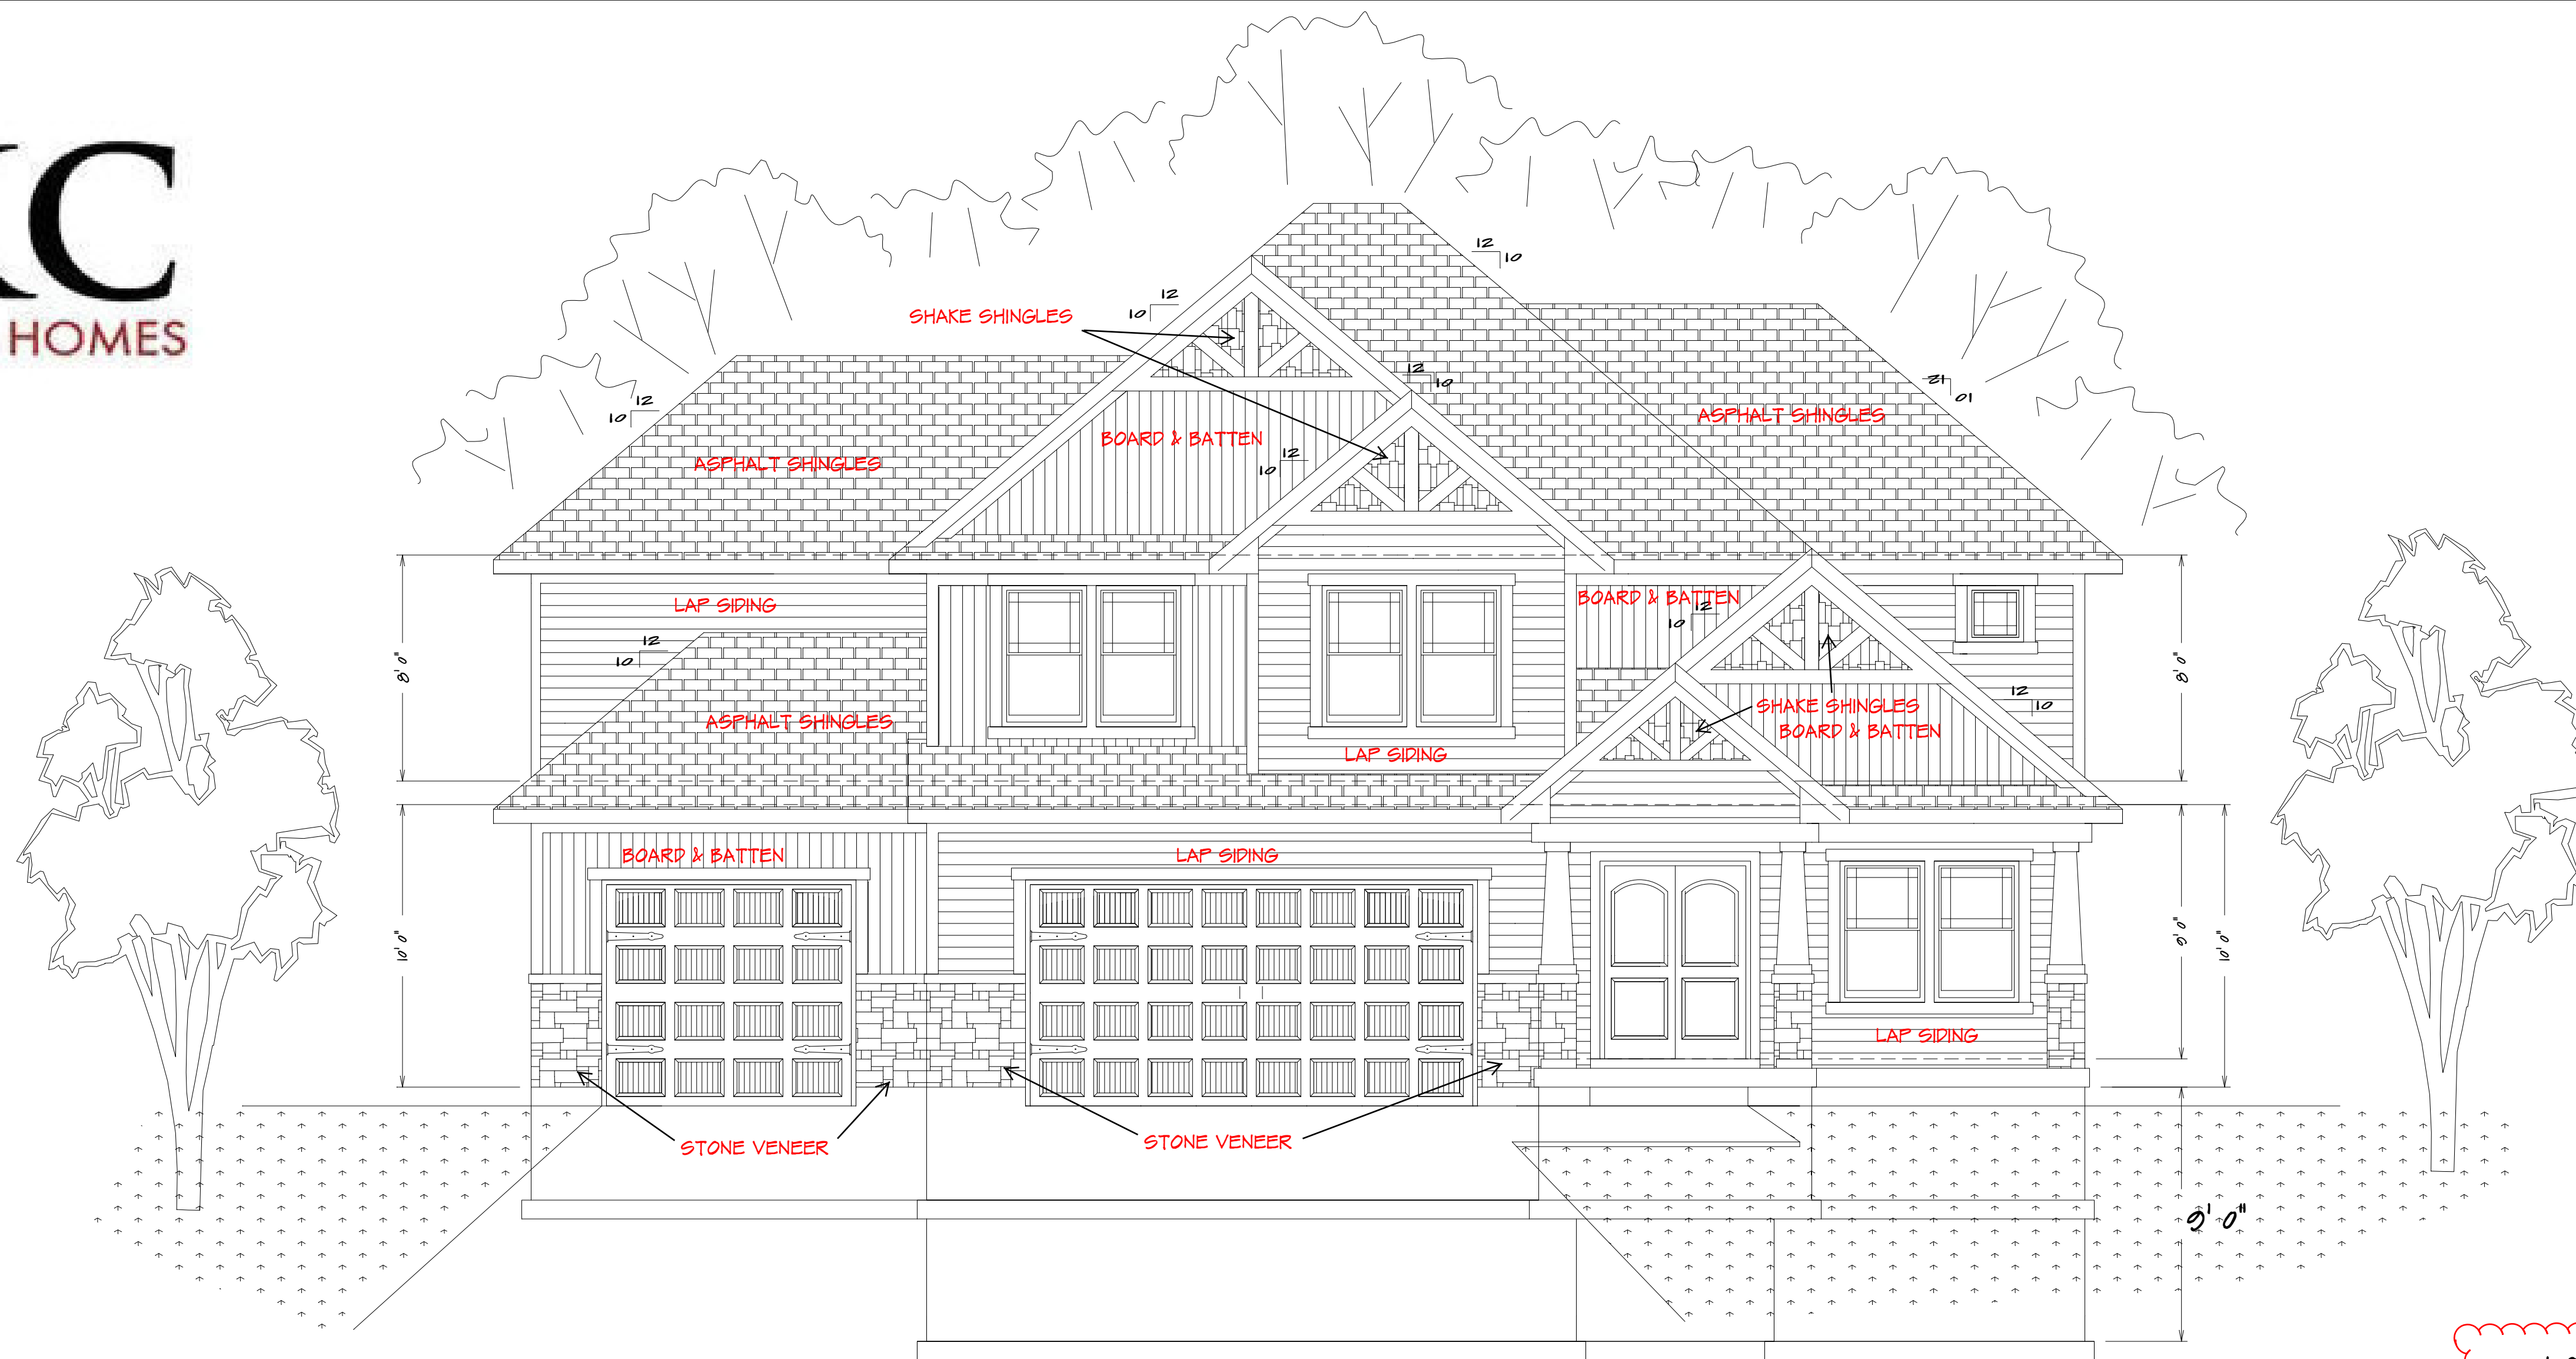 C
HOMES
12
10
12
10
SHAKE SHINGLES
12
10
12
10
12
10
ASPHALT SHINGLES
BOARD & BATTEN
12
10
ASPHALT SHINGLES
LAP SIDING
BOARD & BATTEN
12
10
12
10
8' 0"
8' 0"
ASPHALT SHINGLES
SHAKE SHINGLES
BOARD & BATTEN
12
10
LAP SIDING
BOARD & BATTEN
LAP SIDING
10' 0"
9' 0"
10' 0"
LAP SIDING
STONE VENEER
STONE VENEER
9' 0"